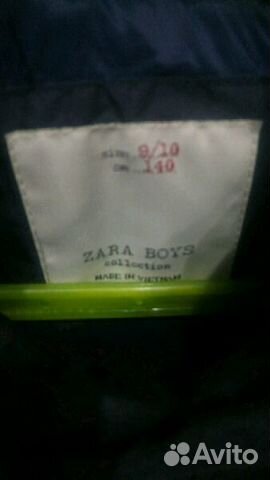 size 9/10
cm 140
ZARA BOYS
collection
MADE IN VIETNAM
Avito